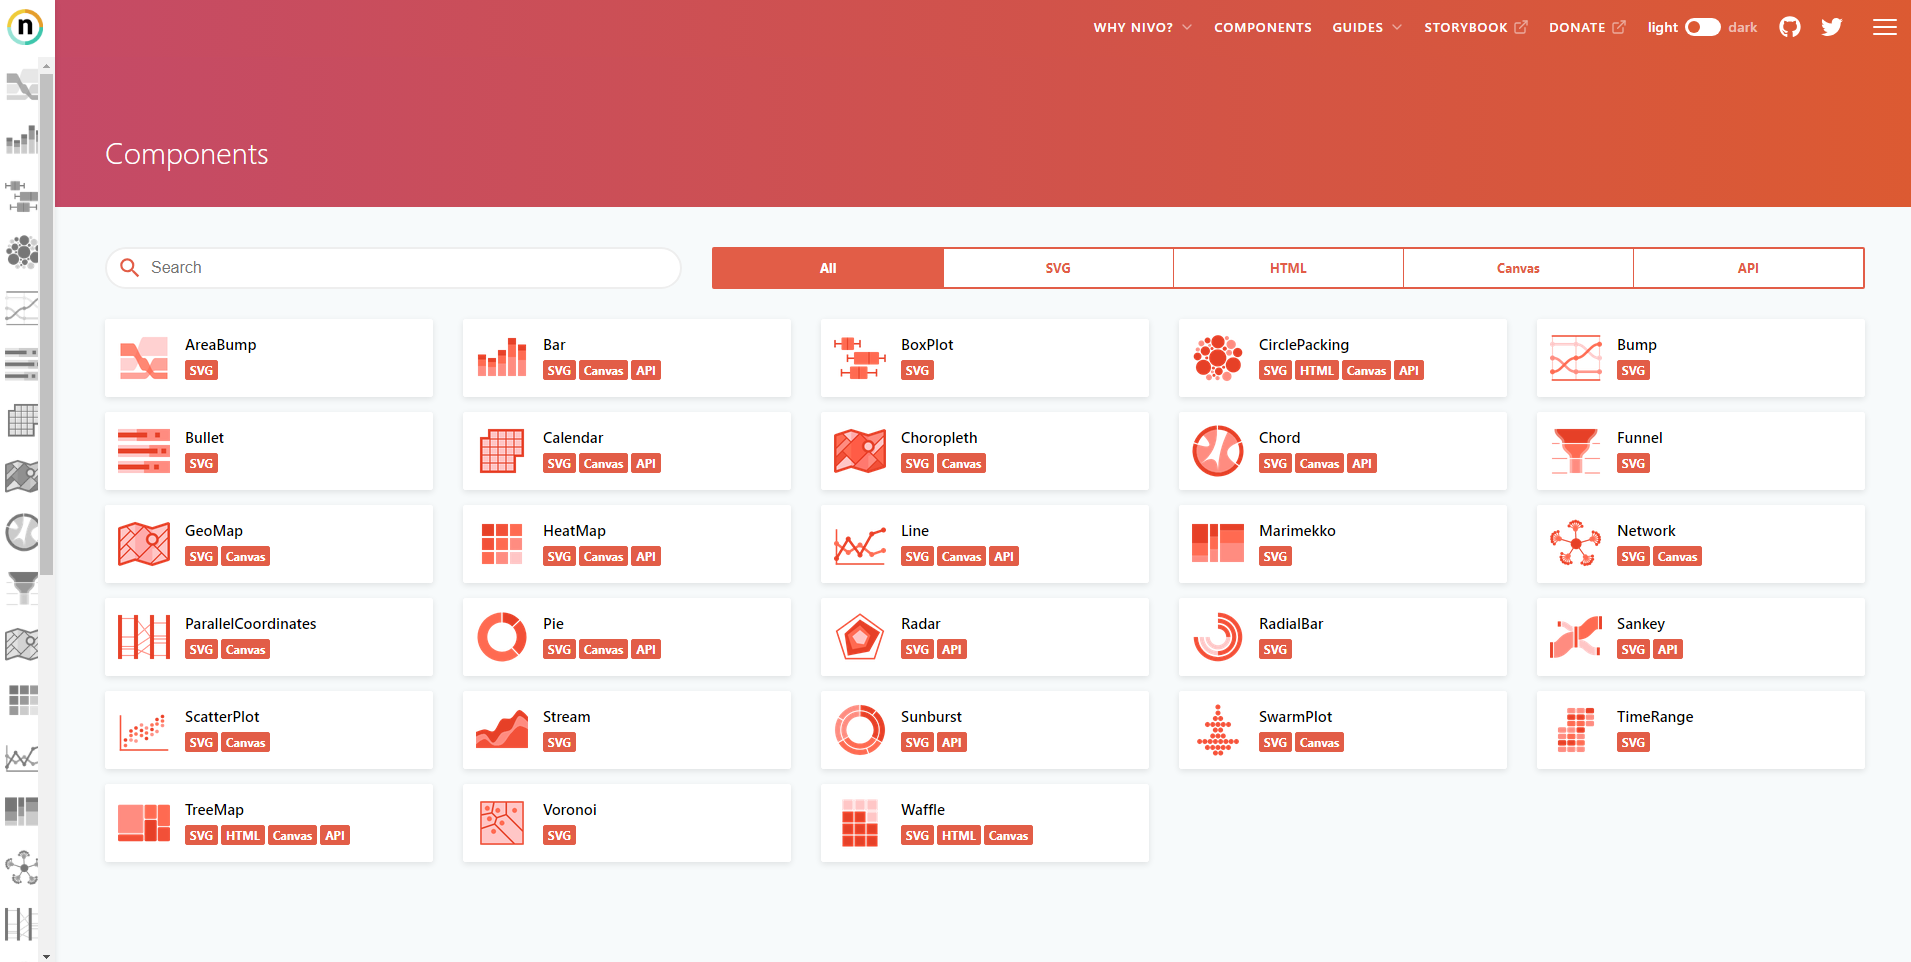 n
WHY NIVO? COMPONENTS GUIDES STORYBOOK DONATE light dark
Components
Search
All SVG HTML Canvas API
AreaBump
SVG
Bar
SVG Canvas API
BoxPlot
SVG
CirclePacking
SVG HTML Canvas API
Bump
SVG
Bullet
SVG
Calendar
SVG Canvas API
Choropleth
SVG Canvas
Chord
SVG Canvas API
Funnel
SVG
GeoMap
SVG Canvas
HeatMap
SVG Canvas API
Line
SVG Canvas API
Marimekko
SVG
Network
SVG Canvas
ParallelCoordinates
SVG Canvas
Pie
SVG Canvas API
Radar
SVG API
RadialBar
SVG
Sankey
SVG API
ScatterPlot
SVG Canvas
Stream
SVG
Sunburst
SVG API
SwarmPlot
SVG Canvas
TimeRange
SVG
TreeMap
SVG HTML Canvas API
Voronoi
SVG
Waffle
SVG HTML Canvas